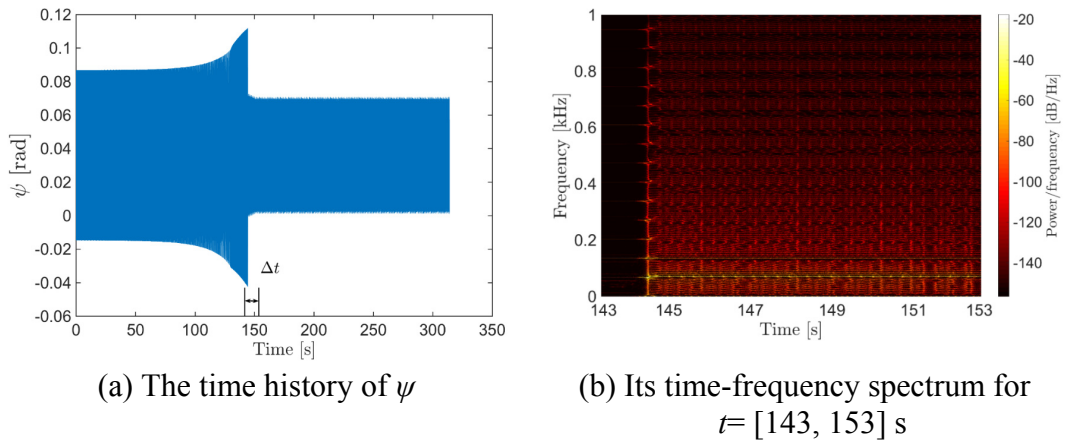 0.12
0.1
0.08
0.06
0.04
0.02
0
-0.02
-0.04
-0.06
ψ [rad]
Δt
0 50 100 150 200 250 300 350
Time [s]
(a) The time history of ψ
1
0.8
0.6
0.4
0.2
0
Frequency [kHz]
143 145 147 149 151 153
Time [s]
-20
-40
-60
-80
-100
-120
-140
Power/frequency [dB/Hz]
(b) Its time-frequency spectrum for
t= [143, 153] s